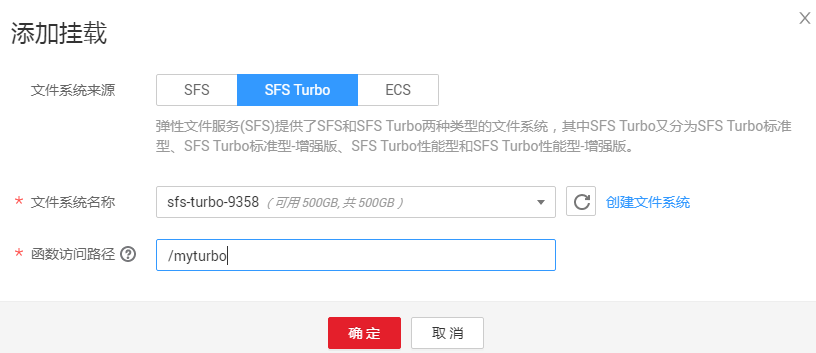 添加挂载
文件系统来源 SFS SFS Turbo ECS
弹性文件服务(SFS)提供了SFS和SFS Turbo两种类型的文件系统，其中SFS Turbo又分为SFS Turbo标准
型、SFS Turbo标准型-增强版、SFS Turbo性能型和SFS Turbo性能型-增强版。
* 文件系统名称 sfs-turbo-9358 （可用 500GB, 共 500GB） 创建文件系统
* 函数访问路径 ? /myturbo
确定 取消